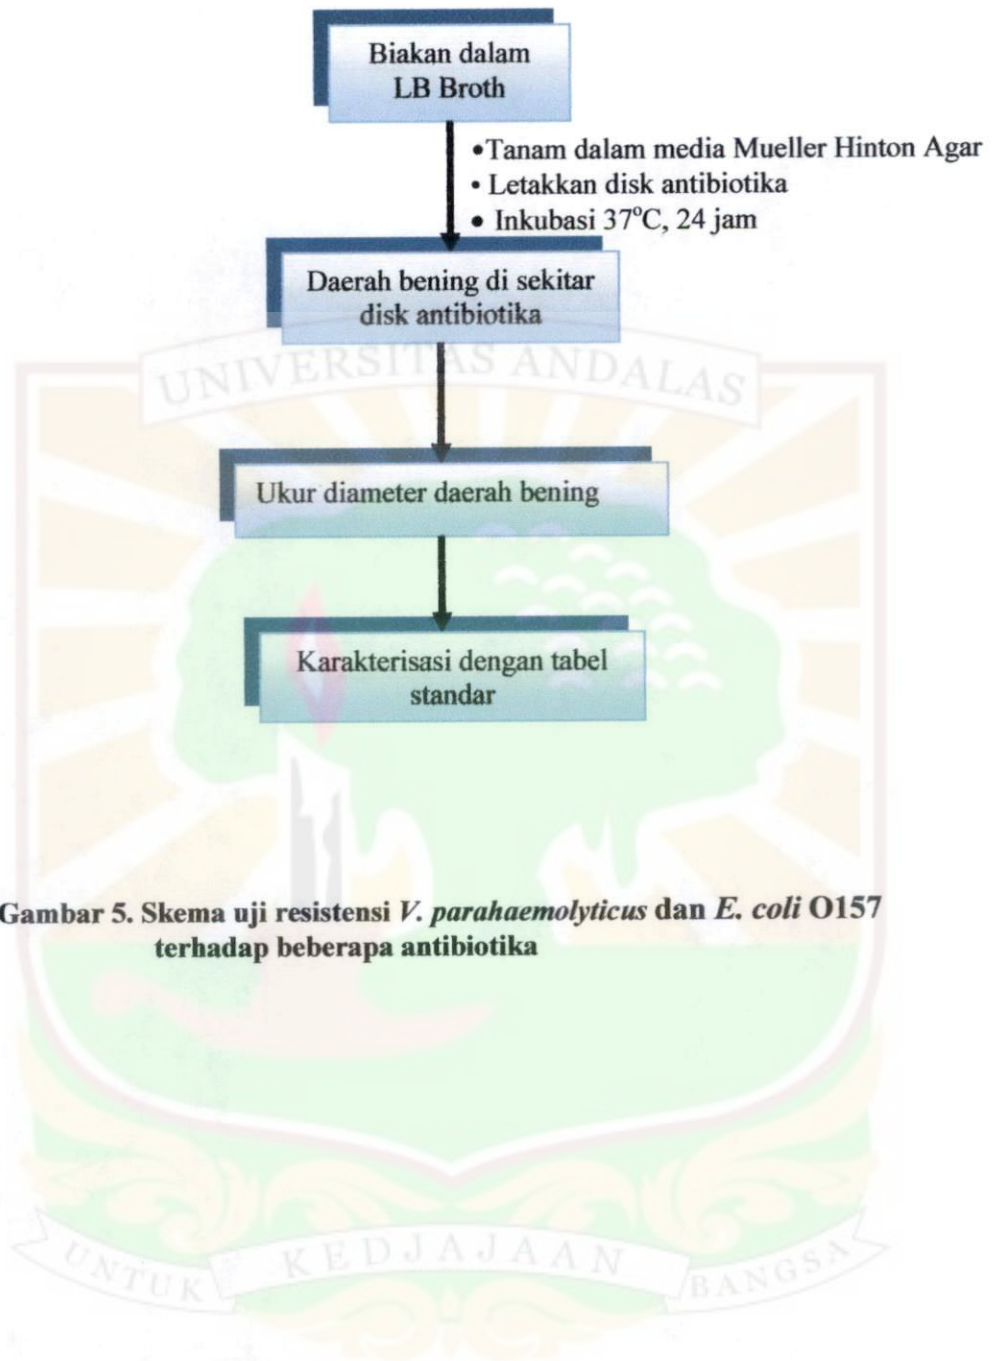 Biakan dalam
LB Broth
•Tanam dalam media Mueller Hinton Agar
• Letakkan disk antibiotika
• Inkubasi 37°C, 24 jam
Daerah bening di sekitar
disk antibiotika
UNIVERSITAS ANDALAS
Ukur diameter daerah bening
Karakterisasi dengan tabel
standar
Gambar 5. Skema uji resistensi V. parahaemolyticus dan E. coli O157
terhadap beberapa antibiotika
UNTUK KEDJAJAAN BANGSA